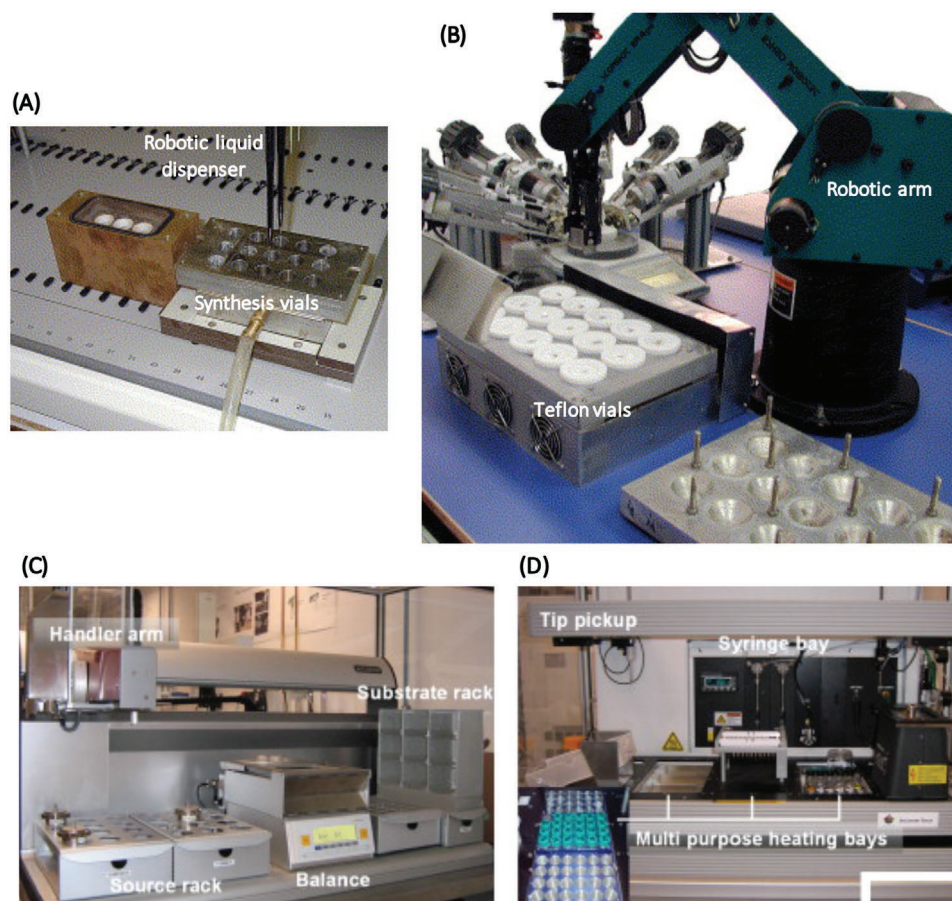 (A)
Robotic liquid
dispenser
Synthesis vials
(B)
Robotic arm
Teflon vials
(C)
Handler arm
Substrate rack
Source rack
Balance
(D)
Tip pickup
Syringe bay
Multi purpose heating bays